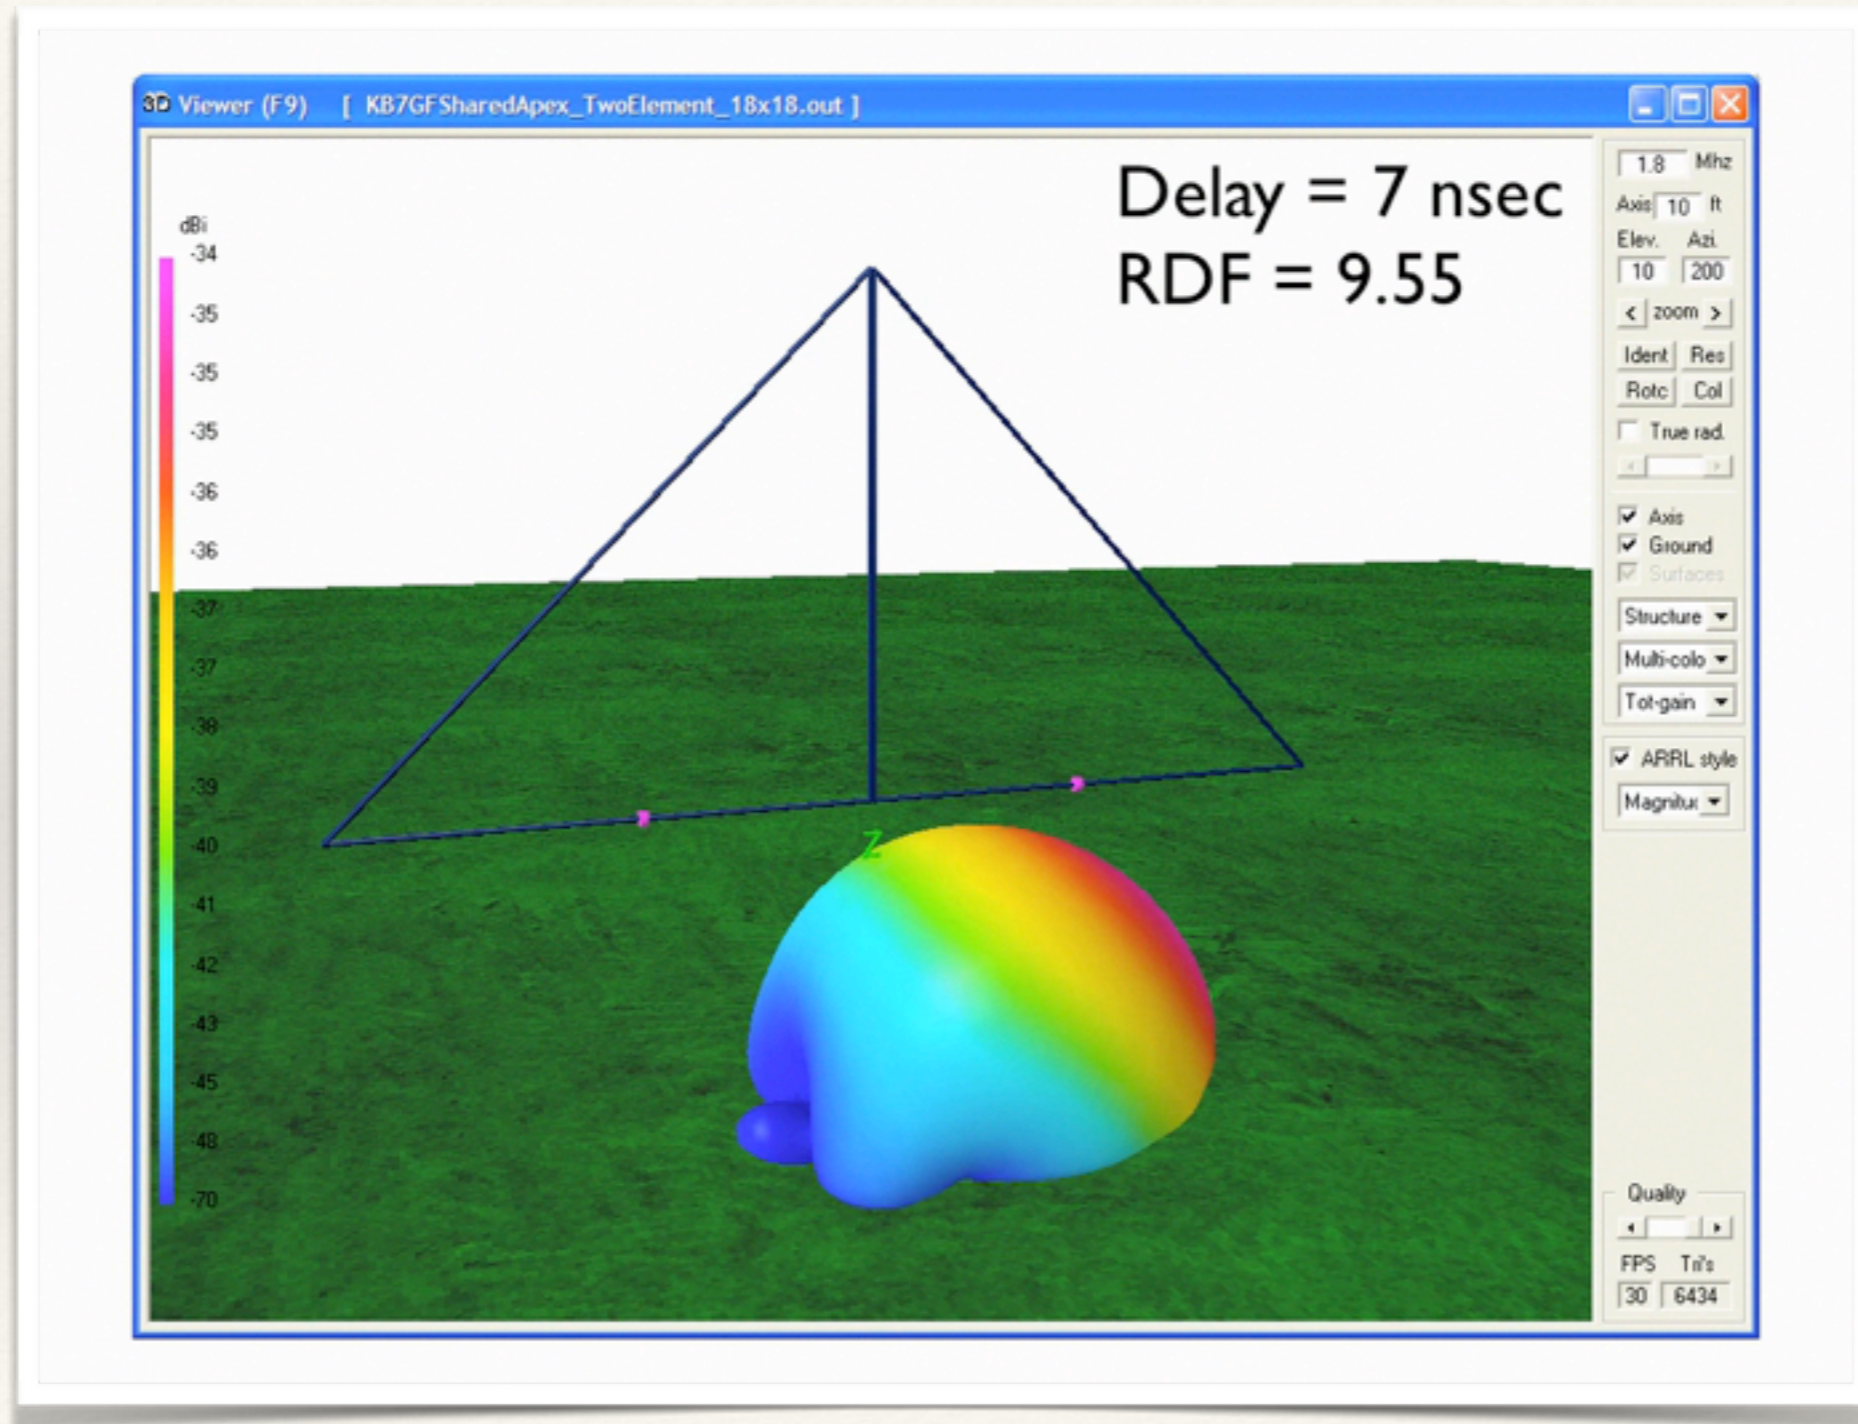 3D Viewer (F9) [ KB7GFSharedApex_TwoElement_18x18.out ]
Delay = 7 nsec
RDF = 9.55
dBi
-34
-35
-35
-35
-36
-36
-37
-37
-38
-39
-40
-41
-42
-43
-45
-48
-70
Z
1.8 Mhz
Axis 10 ft
Elev. Azi.
10 200
< zoom >
Ident Res
Rotc Col
True rad.
Axis
Ground
Surfaces
Structure
Multi-colo
Tot-gain
ARRL style
Magnitu
Quality
FPS Tri's
30 6434